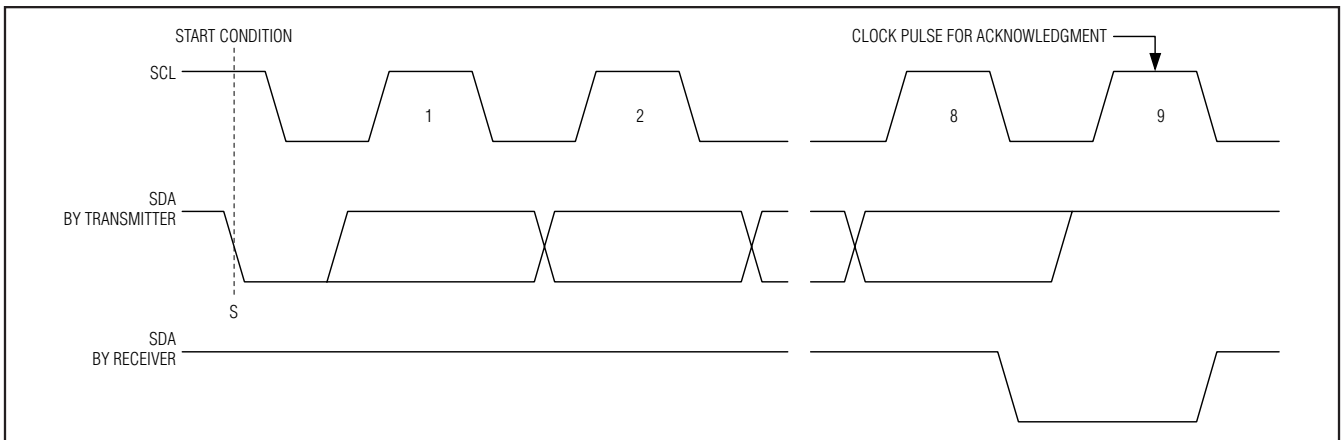 START CONDITION
CLOCK PULSE FOR ACKNOWLEDGMENT
SCL
1
2
8
9
SDA
BY TRANSMITTER
S
SDA
BY RECEIVER